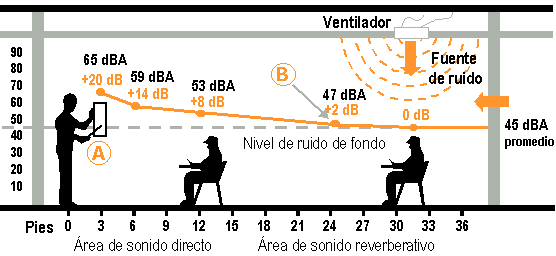 Ventilador
Fuente
de ruido
90
80
70
60
50
40
30
20
10
65 dBA
+20 dB
59 dBA
+14 dB
53 dBA
+8 dB
B
47 dBA
+2 dB
0 dB
45 dBA
promedio
A
Nivel de ruido de fondo
Pies 0 3 6 9 12 15 18 21 24 27 30 33 36
Área de sonido directo
Área de sonido reverberativo